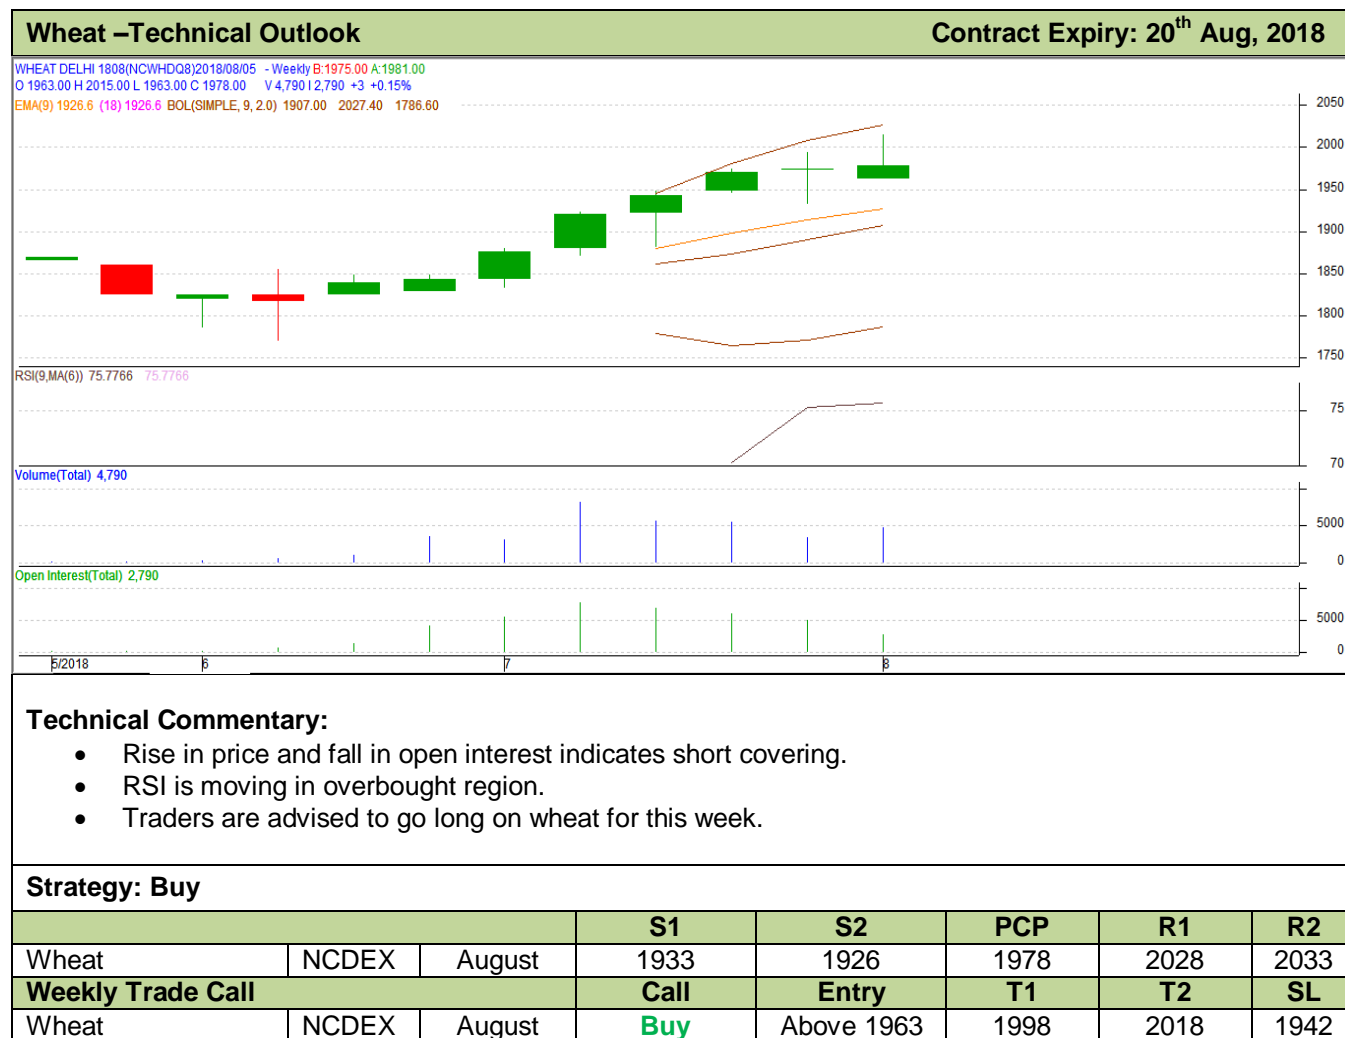 Wheat –Technical Outlook Contract Expiry: 20th Aug, 2018
WHEAT DELHI 1808(NCWHDQ8)2018/08/05 - Weekly B:1975.00 A:1981.00
O 1963.00 H 2015.00 L 1963.00 C 1978.00 V 4,790 I 2,790 +3 +0.15%
EMA(9) 1926.6 (18) 1926.6 BOL(SIMPLE, 9, 2.0) 1907.00 2027.40 1786.60
2050
2000
1950
1900
1850
1800
1750
RSI(9,MA(6)) 75.7766 75.7766
75
70
Volume(Total) 4,790
5000
0
Open Interest(Total) 2,790
5000
0
5/2018 6 7 8
Technical Commentary:
• Rise in price and fall in open interest indicates short covering.
• RSI is moving in overbought region.
• Traders are advised to go long on wheat for this week.
Strategy: Buy
S1 S2 PCP R1 R2
Wheat NCDEX August 1933 1926 1978 2028 2033
Weekly Trade Call Call Entry T1 T2 SL
Wheat NCDEX August Buy Above 1963 1998 2018 1942